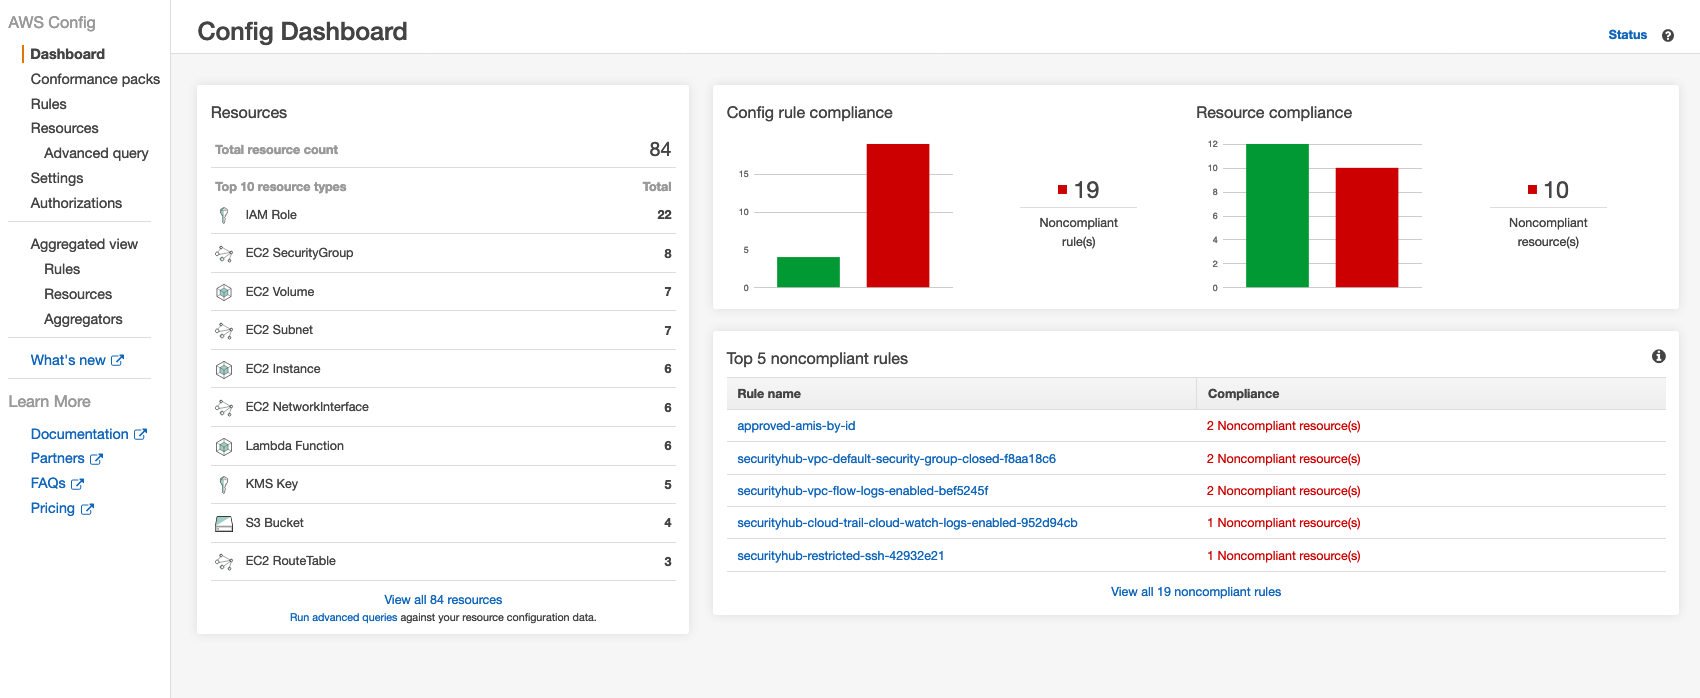 AWS Config
Dashboard
Conformance packs
Rules
Resources
Advanced query
Settings
Authorizations
Aggregated view
Rules
Resources
Aggregators
What's new
Learn More
Documentation
Partners
FAQs
Pricing
Config Dashboard
Status
Resources
Total resource count 84
Top 10 resource types Total
IAM Role 22
EC2 SecurityGroup 8
EC2 Volume 7
EC2 Subnet 7
EC2 Instance 6
EC2 NetworkInterface 6
Lambda Function 6
KMS Key 5
S3 Bucket 4
EC2 RouteTable 3
View all 84 resources
Run advanced queries against your resource configuration data.
Config rule compliance
15
10
5
0
19
Noncompliant
rule(s)
Resource compliance
12
10
8
6
4
2
0
10
Noncompliant
resource(s)
Top 5 noncompliant rules
Rule name Compliance
approved-amis-by-id 2 Noncompliant resource(s)
securityhub-vpc-default-security-group-closed-f8aa18c6 2 Noncompliant resource(s)
securityhub-vpc-flow-logs-enabled-bef5245f 2 Noncompliant resource(s)
securityhub-cloud-trail-cloud-watch-logs-enabled-952d94cb 1 Noncompliant resource(s)
securityhub-restricted-ssh-42932e21 1 Noncompliant resource(s)
View all 19 noncompliant rules